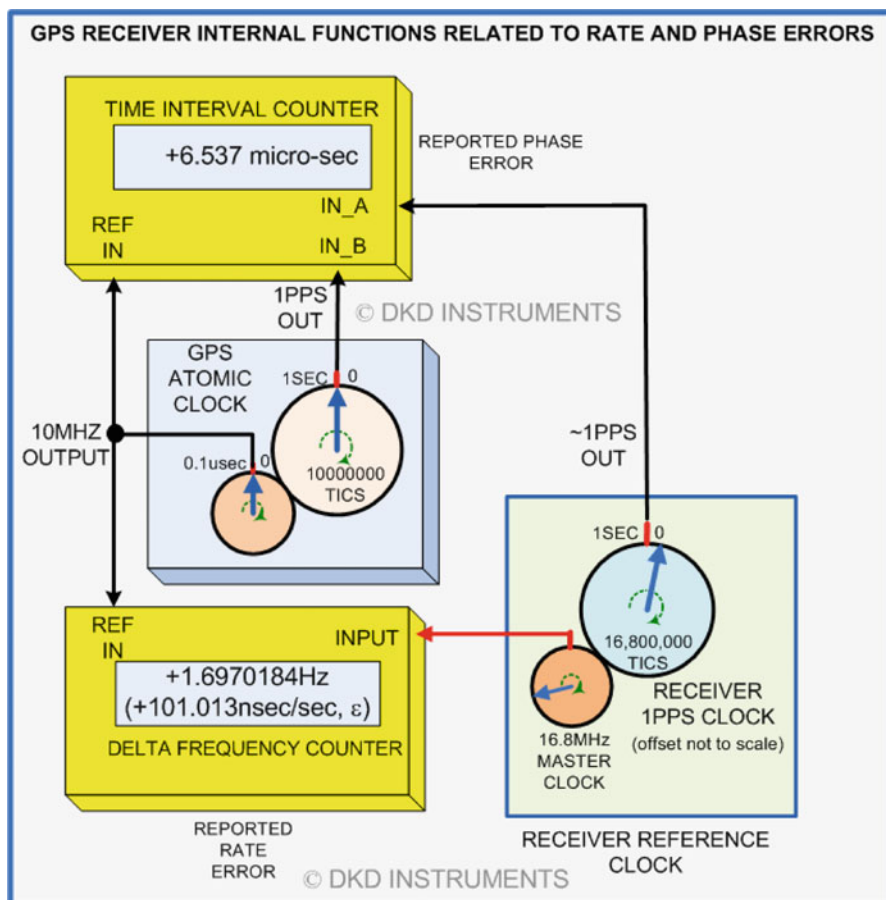 GPS RECEIVER INTERNAL FUNCTIONS RELATED TO RATE AND PHASE ERRORS
TIME INTERVAL COUNTER
+6.537 micro-sec
REPORTED PHASE
ERROR
IN_A
REF
IN
IN_B
1PPS
OUT
© DKD INSTRUMENTS
GPS
ATOMIC
CLOCK
1SEC 0
10MHZ
OUTPUT
0.1usec 0
10000000
TICS
~1PPS
OUT
1SEC 0
REF
IN
INPUT
+1.6970184Hz
(+101.013nsec/sec, ε)
DELTA FREQUENCY COUNTER
16,800,000
TICS
RECEIVER
1PPS CLOCK
(offset not to scale)
16.8MHz
MASTER
CLOCK
REPORTED
RATE
ERROR
RECEIVER REFERENCE
CLOCK
© DKD INSTRUMENTS